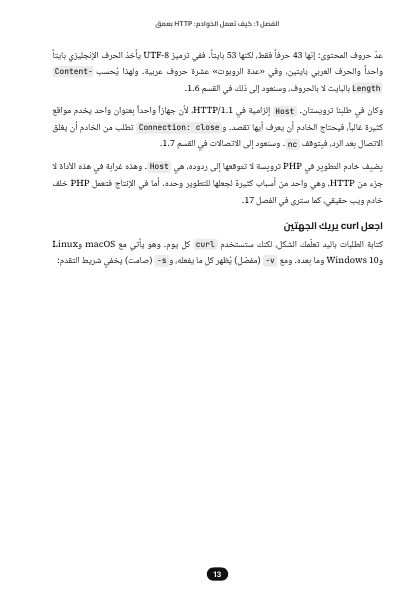 الفصل 1: كيف تعمل الخوادم: HTTP بعمق
عدّ حروف المحتوى: إنها 43 حرفاً فقط، لكنها 53 بايتاً. ففي ترميز UTF-8 يأخذ الحرف الإنجليزي بايتاً
واحداً والحرف العربي بايتين، وفي «عدة الروبوت» عشرة حروف عربية. ولهذا يُحسب Content-
Length بالبايت لا بالحروف، وسنعود إلى ذلك في القسم 1.6.
وكان في طلبنا ترويستان. Host إلزامية في HTTP/1.1، لأن جهازاً واحداً بعنوان واحد يخدم مواقع
كثيرة غالباً، فيحتاج الخادم أن يعرف أيها تقصد. و Connection: close تطلب من الخادم أن يغلق
الاتصال بعد الرد، فيتوقف nc. وسنعود إلى الاتصالات في القسم 1.7.
يضيف خادم التطوير في PHP ترويسة لا تتوقعها إلى ردوده، هي Host. وهذه غرابة في هذه الأداة لا
جزء من HTTP، وهي واحد من أسباب كثيرة لجعلها للتطوير وحده. أما في الإنتاج فتعمل PHP خلف
خادم ويب حقيقي، كما سترى في الفصل 17.
اجعل curl يريك الجهتين
كتابة الطلبات باليد تعلّمك الشكل، لكنك ستستخدم curl كل يوم. وهو يأتي مع macOS وLinux
وWindows 10 وما بعده. ومع -v (مفصّل) يُظهر كل ما يفعله، و-s (صامت) يخفي شريط التقدم:
13